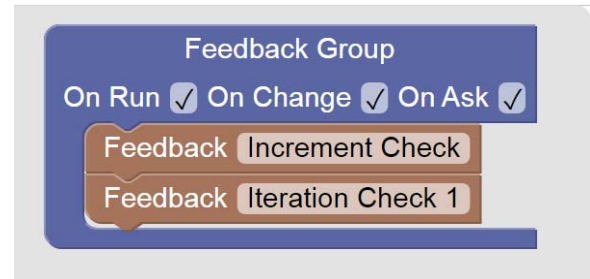 Feedback Group
On Run ✓ On Change ✓ On Ask ✓
Feedback Increment Check
Feedback Iteration Check 1